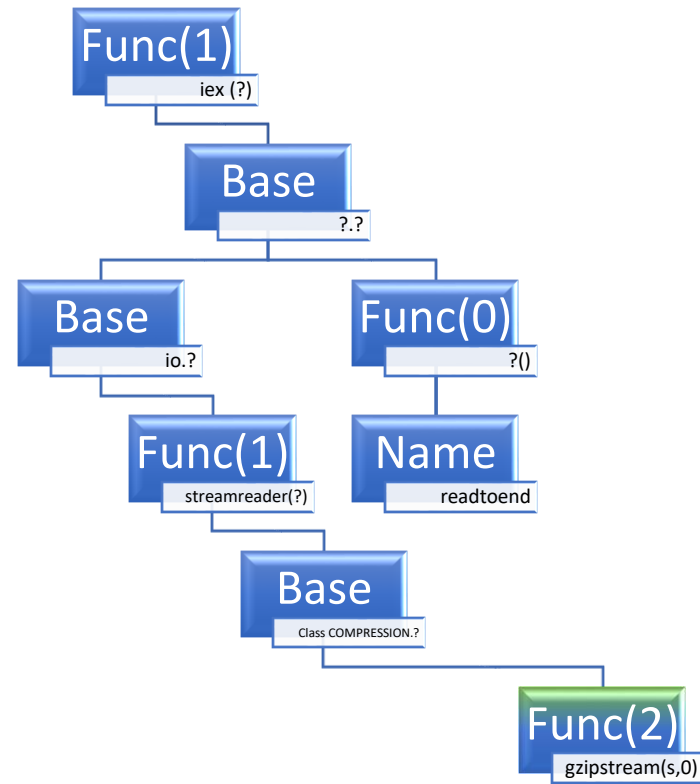 Func(1)
iex (?)
Base
?.?
Base
io.?
Func(0)
?()
Func(1)
streamreader(?)
Name
readtoend
Base
Class COMPRESSION.?
Func(2)
gzipstream(s,0)